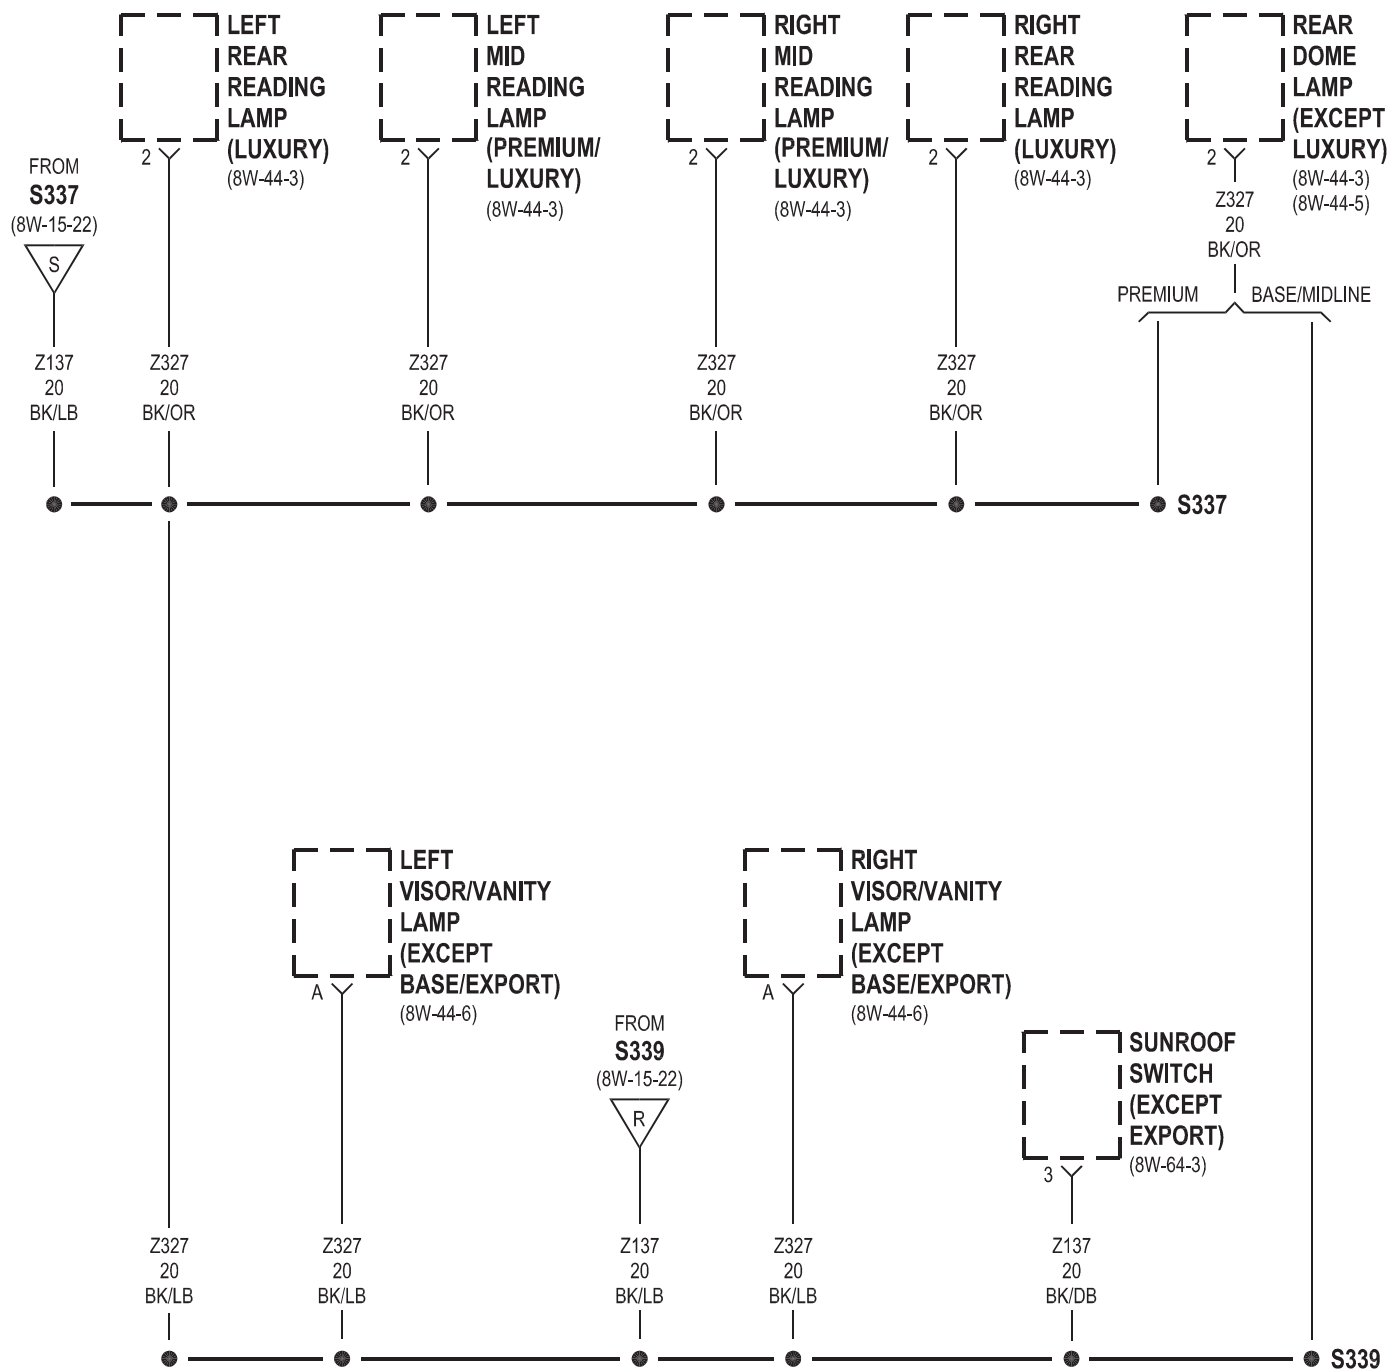 LEFT
REAR
READING
LAMP
(LUXURY)
(8W-44-3)
2
LEFT
MID
READING
LAMP
(PREMIUM/
LUXURY)
(8W-44-3)
2
RIGHT
MID
READING
LAMP
(PREMIUM/
LUXURY)
(8W-44-3)
2
RIGHT
REAR
READING
LAMP
(LUXURY)
(8W-44-3)
2
REAR
DOME
LAMP
(EXCEPT
LUXURY)
(8W-44-3)
(8W-44-5)
2
Z327
20
BK/OR
PREMIUM
BASE/MIDLINE
FROM
S337
(8W-15-22)
S
Z137
20
BK/LB
Z327
20
BK/OR
Z327
20
BK/OR
Z327
20
BK/OR
Z327
20
BK/OR
S337
LEFT
VISOR/VANITY
LAMP
(EXCEPT
BASE/EXPORT)
(8W-44-6)
A
FROM
S339
(8W-15-22)
R
RIGHT
VISOR/VANITY
LAMP
(EXCEPT
BASE/EXPORT)
(8W-44-6)
A
SUNROOF
SWITCH
(EXCEPT
EXPORT)
(8W-64-3)
3
Z327
20
BK/LB
Z327
20
BK/LB
Z137
20
BK/LB
Z327
20
BK/LB
Z137
20
BK/DB
S339